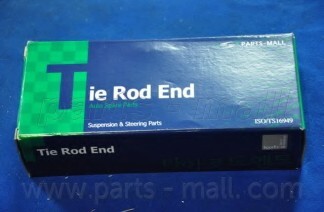 PARTS-MALL
Tie Rod End
Auto Spare Parts
Suspension & Steering Parts
ISO/TS16949
Tie Rod End
www.parts-mall.com